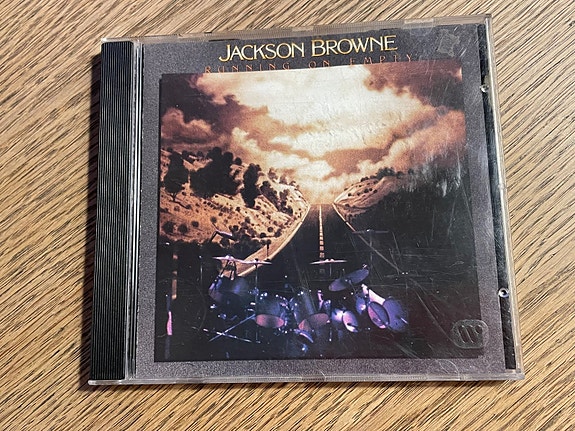 JACKSON BROWNE
RUNNING ON EMPTY